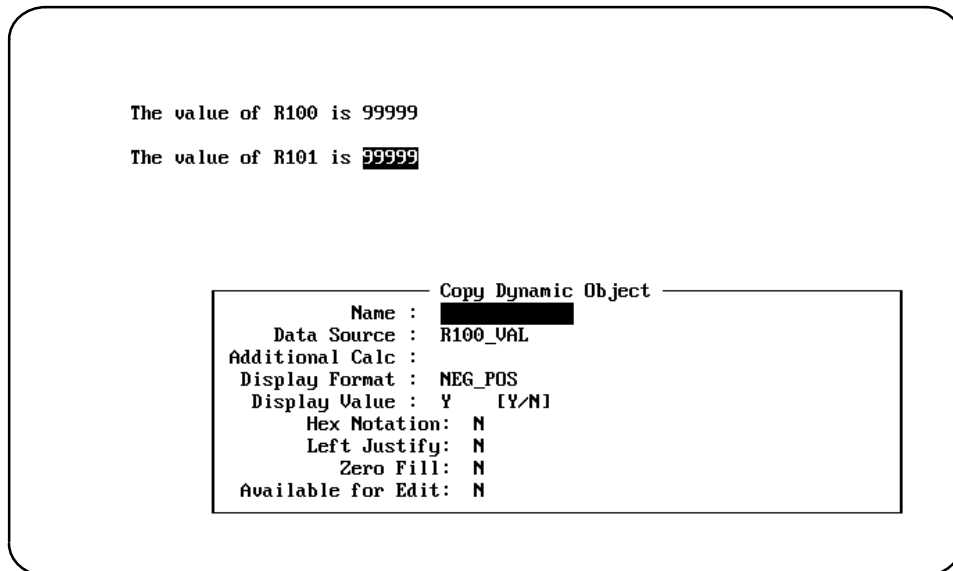 The value of R100 is 99999
The value of R101 is 99999
Copy Dynamic Object
Name :
Data Source : R100_VAL
Additional Calc :
Display Format : NEG_POS
Display Value : Y [Y/N]
Hex Notation: N
Left Justify: N
Zero Fill: N
Available for Edit: N